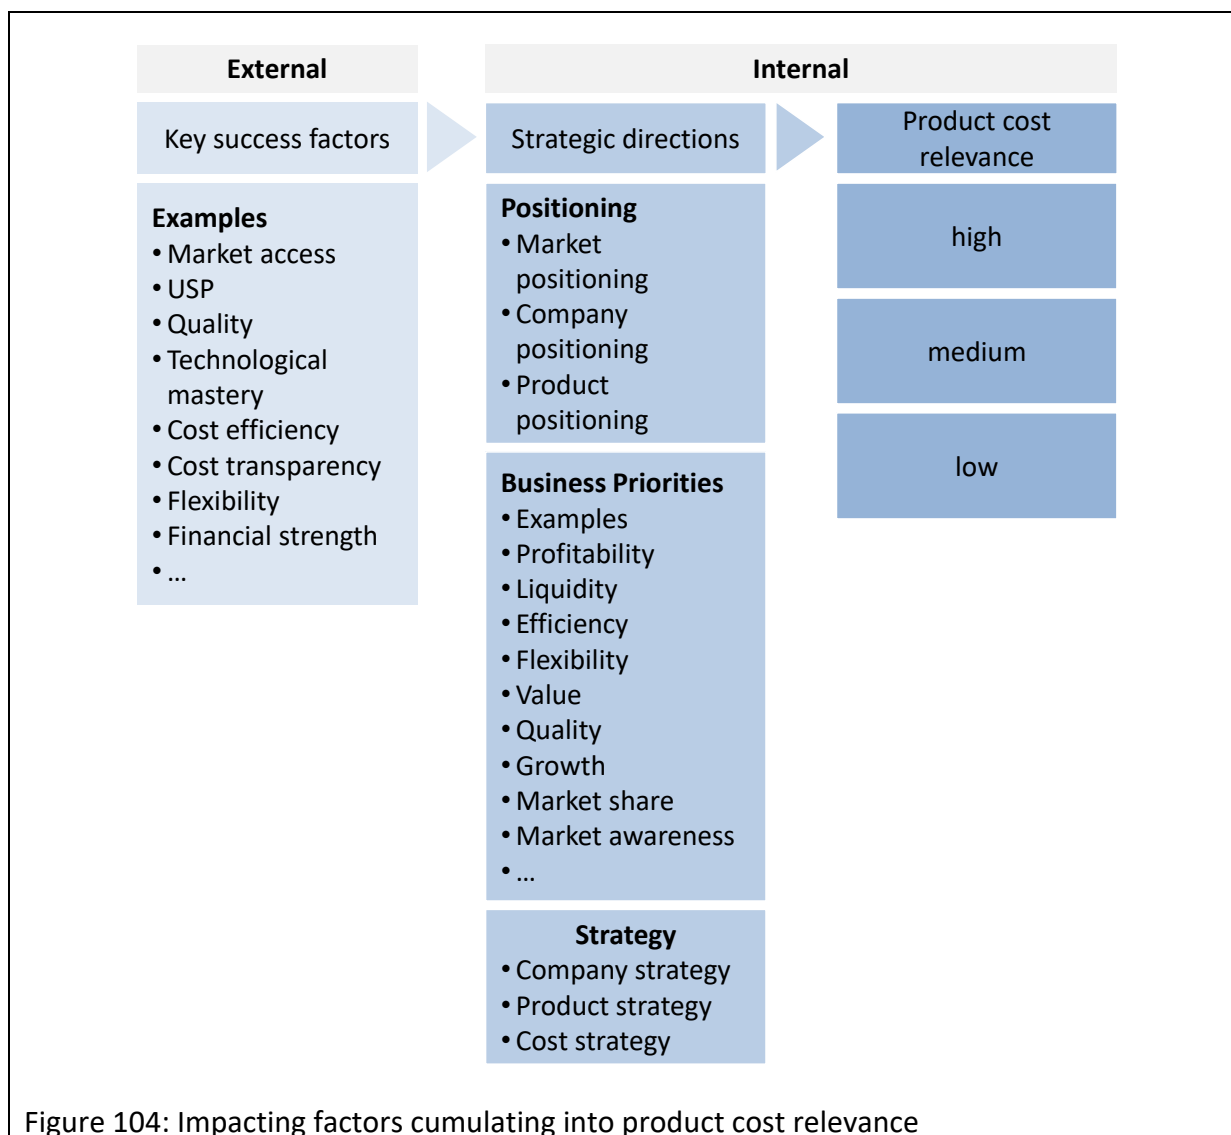 External
Internal
Key success factors
Strategic directions
Product cost
relevance
Examples
• Market access
• USP
• Quality
• Technological
mastery
• Cost efficiency
• Cost transparency
• Flexibility
• Financial strength
• ...
Positioning
• Market
positioning
• Company
positioning
• Product
positioning
Business Priorities
• Examples
• Profitability
• Liquidity
• Efficiency
• Flexibility
• Value
• Quality
• Growth
• Market share
• Market awareness
• ...
Strategy
• Company strategy
• Product strategy
• Cost strategy
high
medium
low
Figure 104: Impacting factors cumulating into product cost relevance